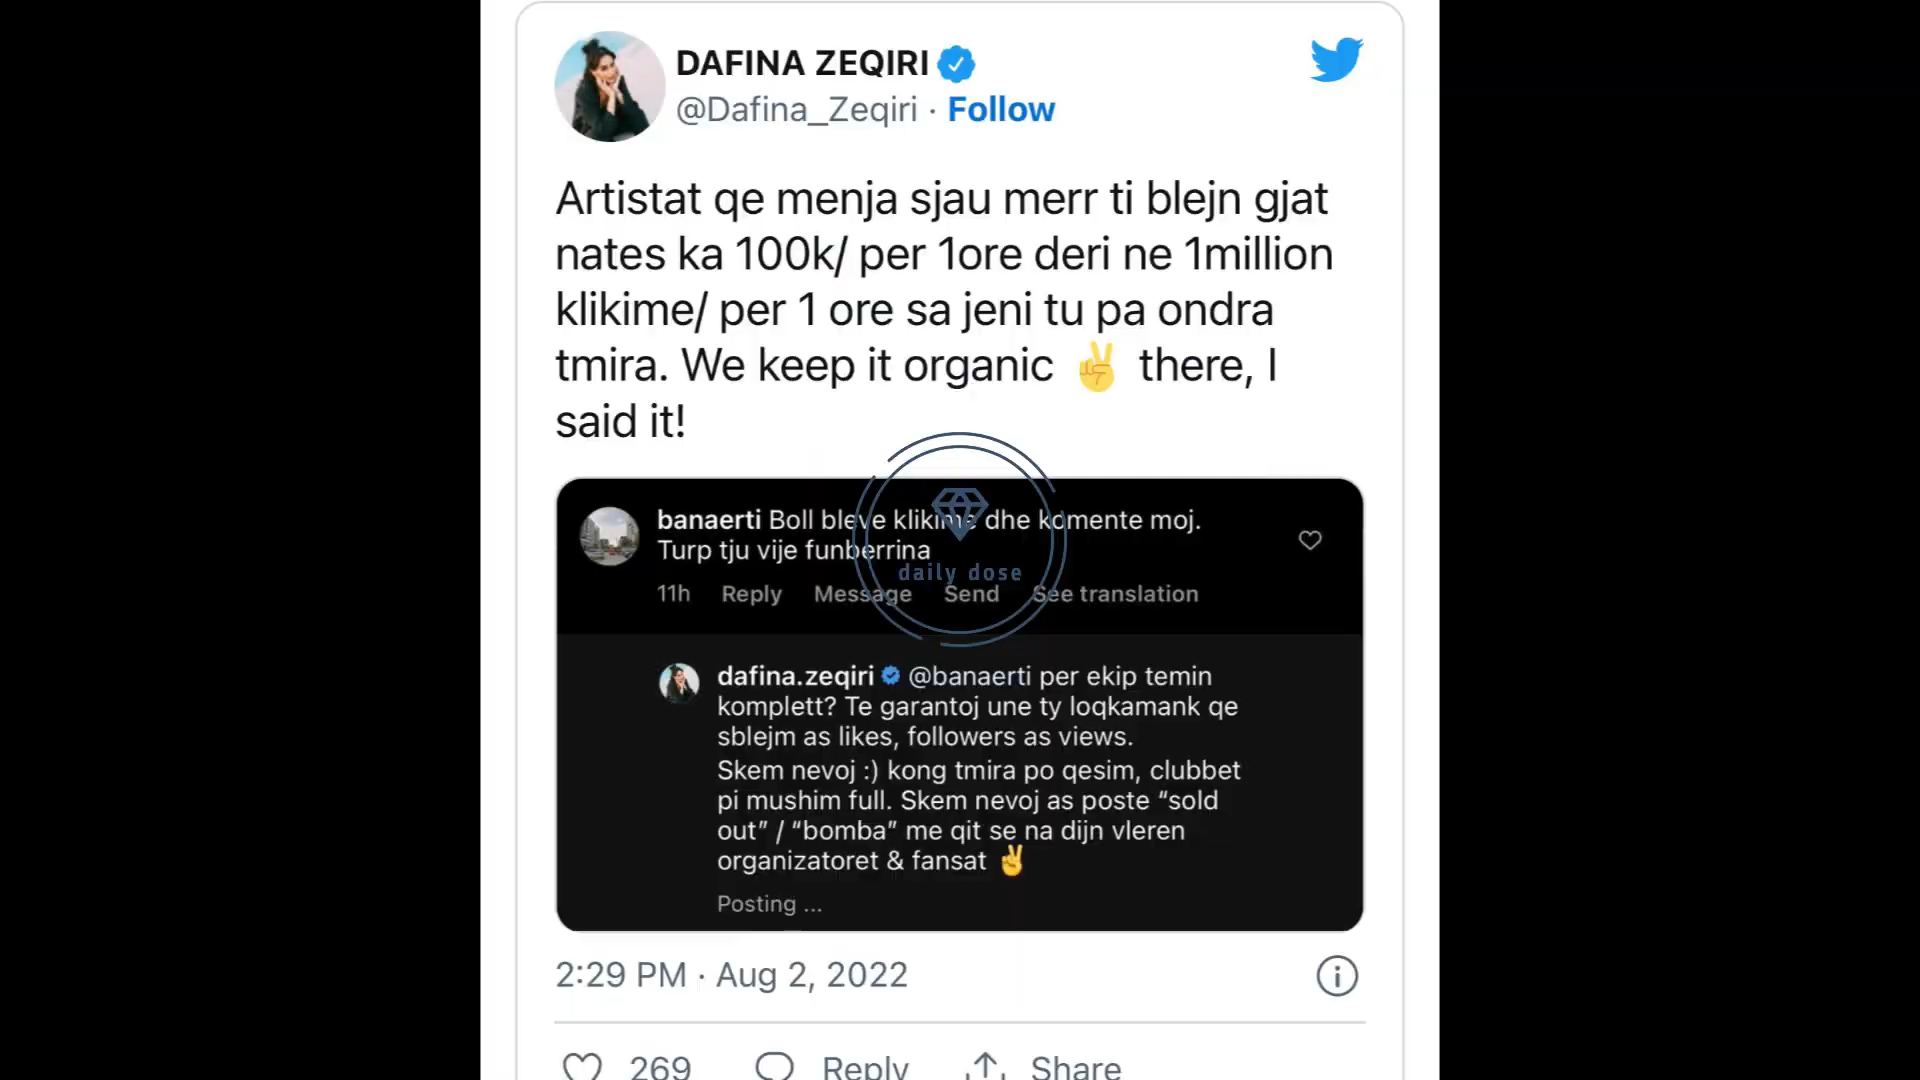 DAFINA ZEQIRI
@Dafina_Zeqiri · Follow
Artistat qe menja sjau merr ti blejn gjat
nates ka 100k/ per 1ore deri ne 1million
klikime/ per 1 ore sa jeni tu pa ondra
tmira. We keep it organic ✌️ there, I
said it!
banaerti Boll bleve klikime dhe komente moj.
Turp tju vije funberrina
daily dose
11h Reply Message Send See translation
dafina.zeqiri @banaerti per ekip temin
komplett? Te garantoj une ty loqkamank qe
sblejm as likes, followers as views.
Skem nevoj :) kong tmira po qesim, clubbet
pi mushim full. Skem nevoj as poste “sold
out” / “bomba” me qit se na dijn vleren
organizatoret & fansat ✌️
Posting ...
2:29 PM · Aug 2, 2022
269 Reply Share